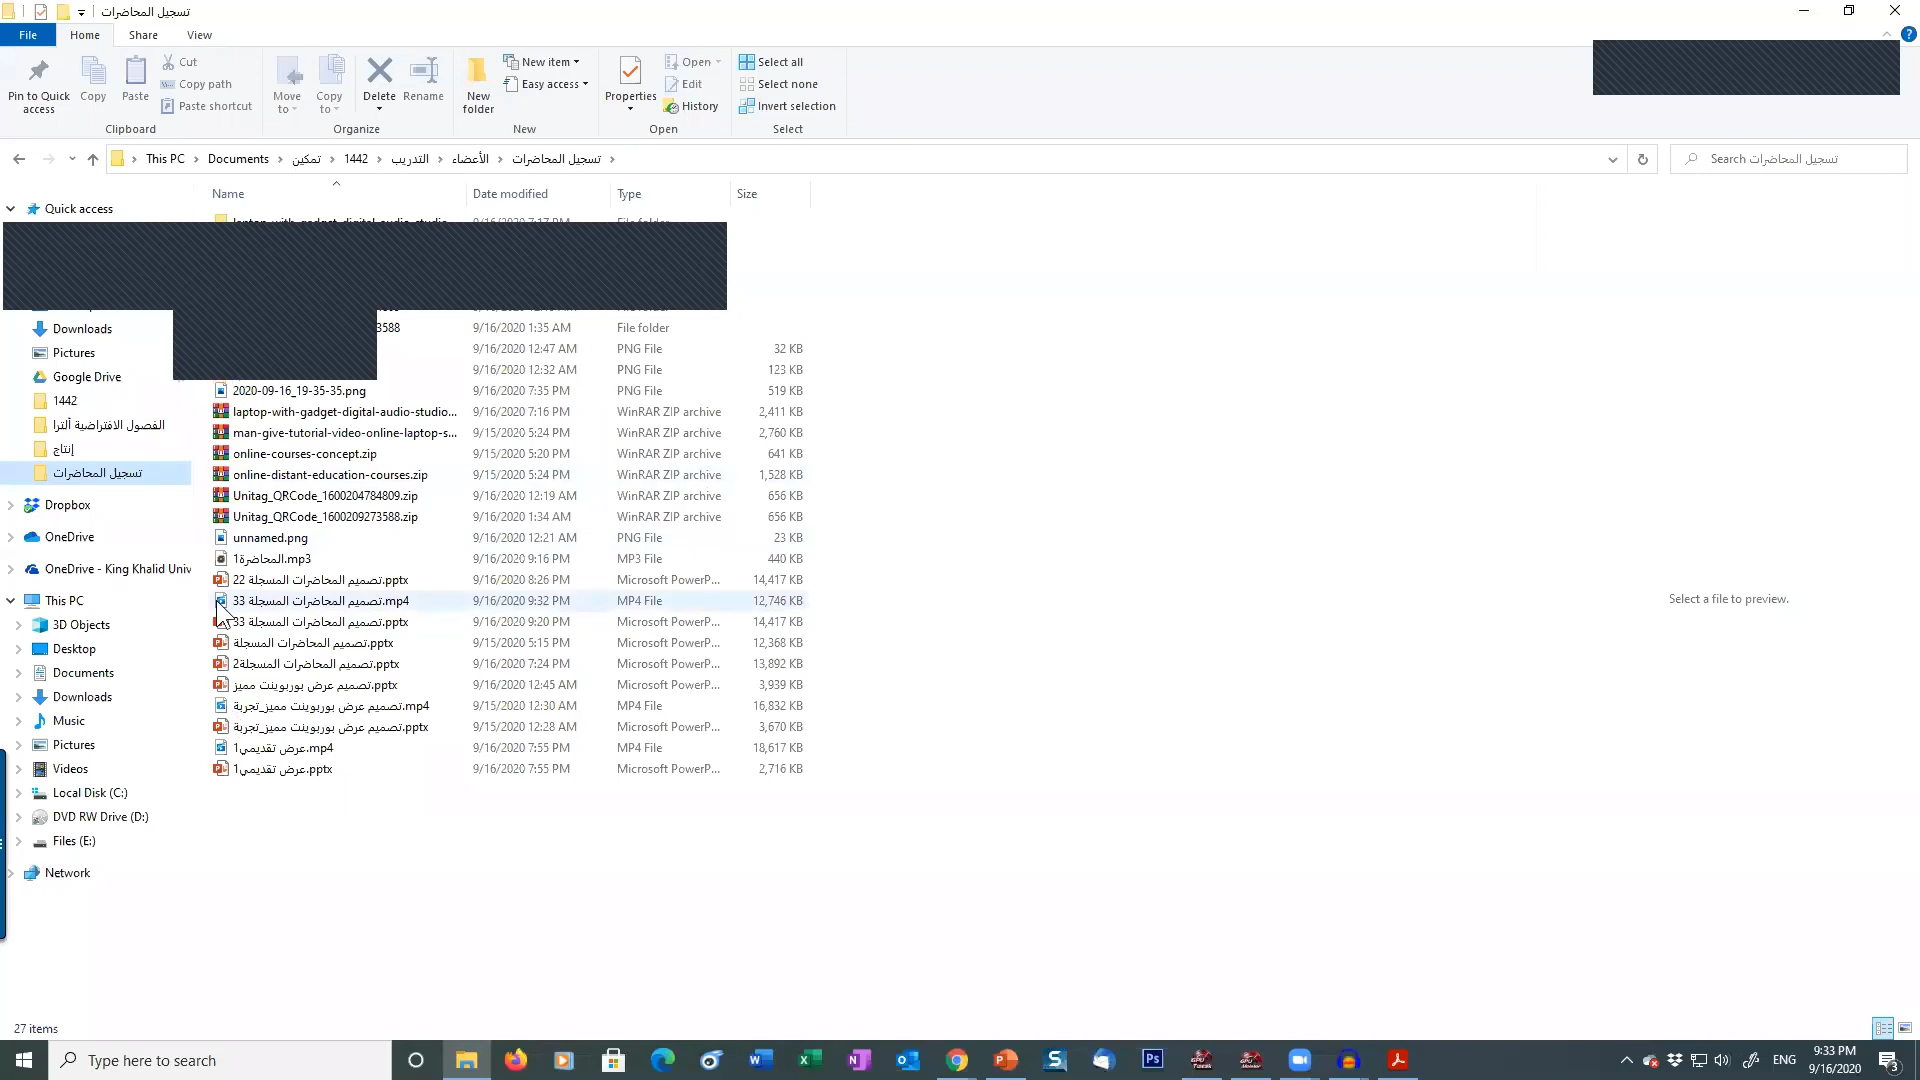 تسجيل المحاضرات
File Home Share View
Pin to Quick access
Copy
Paste
Cut
Copy path
Paste shortcut
Clipboard
Move to
Copy to
Delete
Rename
Organize
New folder
New item
Easy access
New
Properties
Open
Edit
History
Open
Select all
Select none
Invert selection
Select
This PC › Documents › تمكين › 1442 › التدريب › الأعضاء › تسجيل المحاضرات ›
Search تسجيل المحاضرات
Name Date modified Type Size
Quick access
Downloads
Pictures
Google Drive
1442
الفصول الافتراضية ألترا
إنتاج
تسجيل المحاضرات
Dropbox
OneDrive
OneDrive - King Khalid Univ
This PC
3D Objects
Desktop
Documents
Downloads
Music
Pictures
Videos
Local Disk (C:)
DVD RW Drive (D:)
Files (E:)
Network
3588 9/16/2020 1:35 AM File folder
9/16/2020 12:47 AM PNG File 32 KB
9/16/2020 12:32 AM PNG File 123 KB
2020-09-16_19-35-35.png 9/16/2020 7:35 PM PNG File 519 KB
laptop-with-gadget-digital-audio-studio... 9/16/2020 7:16 PM WinRAR ZIP archive 2,411 KB
man-give-tutorial-video-online-laptop-s... 9/15/2020 5:24 PM WinRAR ZIP archive 2,760 KB
online-courses-concept.zip 9/15/2020 5:20 PM WinRAR ZIP archive 641 KB
online-distant-education-courses.zip 9/15/2020 5:24 PM WinRAR ZIP archive 1,528 KB
Unitag_QRCode_1600204784809.zip 9/16/2020 12:19 AM WinRAR ZIP archive 656 KB
Unitag_QRCode_1600209273588.zip 9/16/2020 1:34 AM WinRAR ZIP archive 656 KB
unnamed.png 9/16/2020 12:21 AM PNG File 23 KB
المحاضرة1.mp3 9/16/2020 9:16 PM MP3 File 440 KB
تصميم المحاضرات المسجلة 22.pptx 9/16/2020 8:26 PM Microsoft PowerP... 14,417 KB
تصميم المحاضرات المسجلة 33.mp4 9/16/2020 9:32 PM MP4 File 12,746 KB
تصميم المحاضرات المسجلة 33.pptx 9/16/2020 9:20 PM Microsoft PowerP... 14,417 KB
تصميم المحاضرات المسجلة.pptx 9/15/2020 5:15 PM Microsoft PowerP... 12,368 KB
تصميم المحاضرات المسجلة2.pptx 9/16/2020 7:24 PM Microsoft PowerP... 13,892 KB
تصميم عرض بوربوينت مميز.pptx 9/16/2020 12:45 AM Microsoft PowerP... 3,939 KB
تصميم عرض بوربوينت مميز_تجربة.mp4 9/15/2020 12:30 AM MP4 File 16,832 KB
تصميم عرض بوربوينت مميز_تجربة.pptx 9/15/2020 12:28 AM Microsoft PowerP... 3,670 KB
عرض تقديمي1.mp4 9/16/2020 7:55 PM MP4 File 18,617 KB
عرض تقديمي1.pptx 9/16/2020 7:55 PM Microsoft PowerP... 2,716 KB
Select a file to preview.
27 items
Type here to search
ENG
9:33 PM
9/16/2020
3